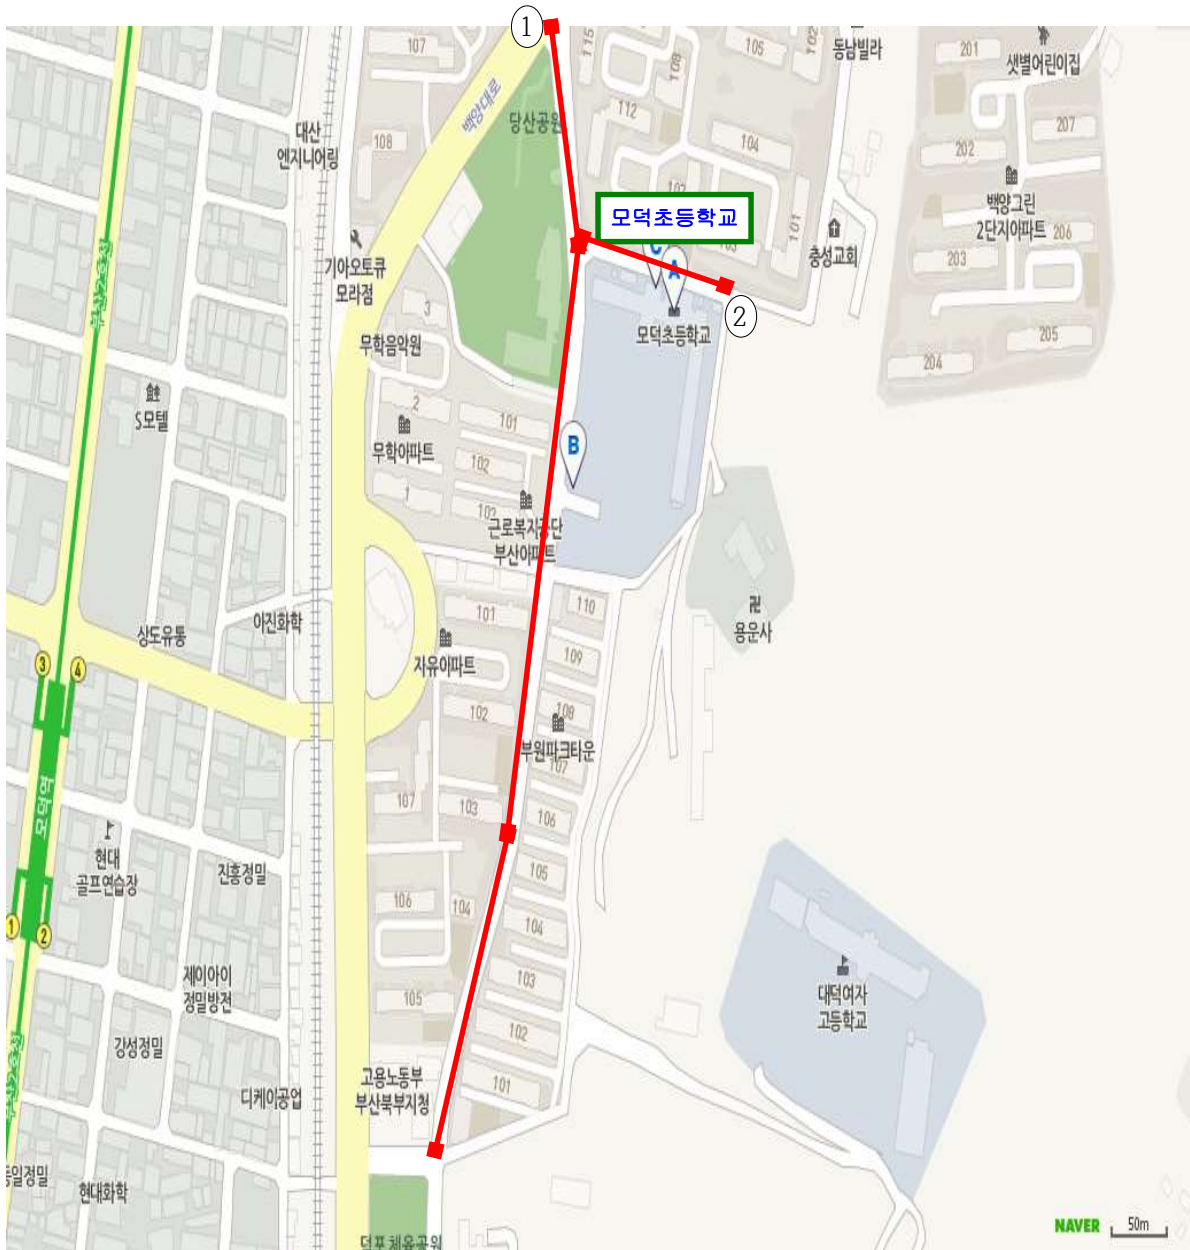 ①
107
115
108
105
102
동남빌라
201
샛별어린이집
백양대로
당산공원
112
104
207
대산
엔지니어링
108
202
102
모덕초등학교
101
103
충성교회
백양그린
2단지아파트
206
203
기아오토큐
모라점
C
A
②
3
모덕초등학교
무학음악원
205
204
S모텔
2
101
무학아파트
102
B
1
근로복지공단
부산아파트
아진화학
상도유통
101
110
용운사
자유아파트
109
3
4
102
108
부원파크타운
107
모덕역
107
103
106
현대
골프연습장
진흥정밀
105
106
104
104
1
2
제이아이
정밀방전
103
대덕여자
고등학교
105
102
강성정밀
고용노동부
부산북부지청
101
디케이공업
현대화학
덕포체육공원
NAVER
50m